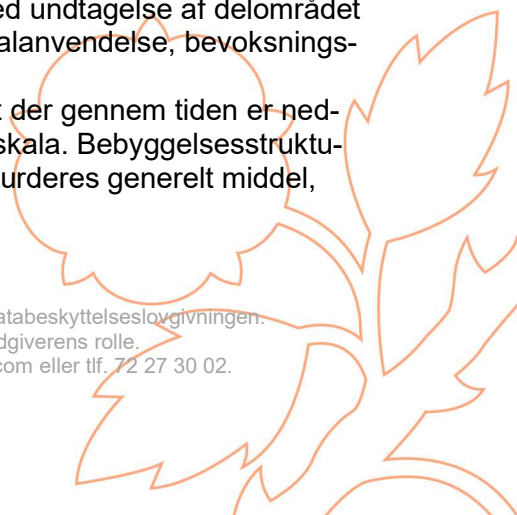 ed undtagelse af delområdet
alanvendelse, bevoksnings-
t der gennem tiden er ned-
skala. Bebyggelsesstruktu-
urderes generelt middel,
atabeskyttelseslovgivningen.
dgiverens rolle.
com eller tlf. 72 27 30 02.